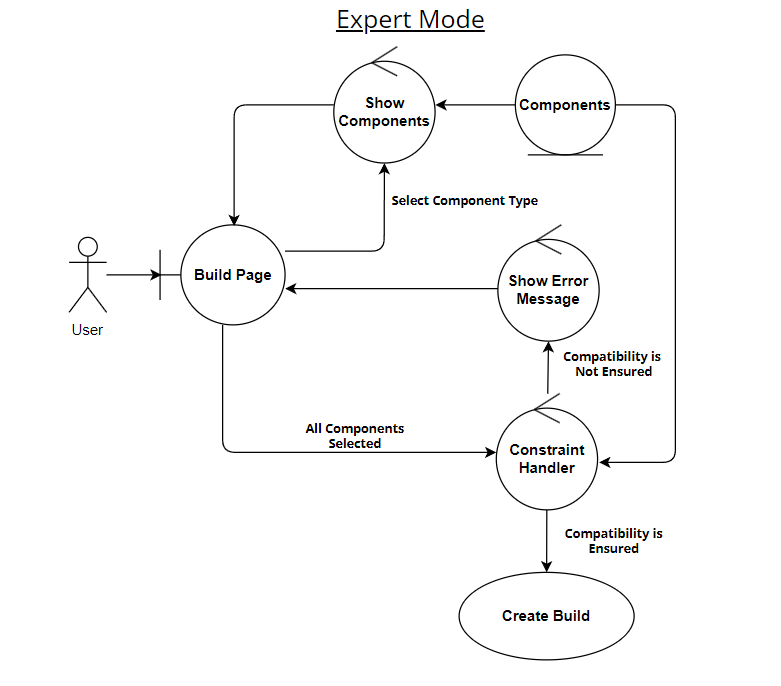 Expert Mode
Show
Components
Components
Select Component Type
Build Page
User
Show Error
Message
Compatibility is
Not Ensured
All Components
Selected
Constraint
Handler
Compatibility is
Ensured
Create Build